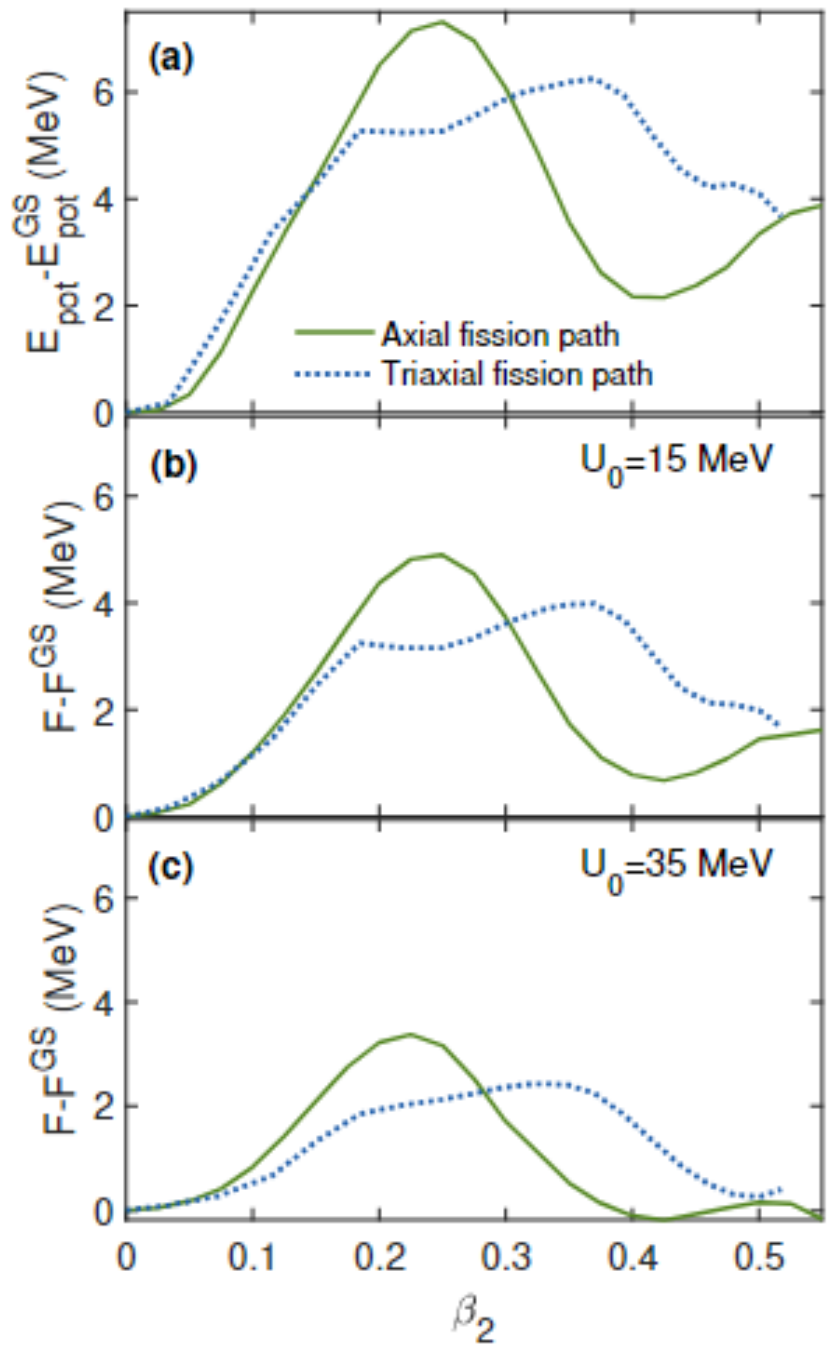 (a)
E_pot-E_pot^GS (MeV)
6
4
2
0
Axial fission path
Triaxial fission path
(b)
U_0=15 MeV
F-F^GS (MeV)
6
4
2
0
(c)
U_0=35 MeV
F-F^GS (MeV)
6
4
2
0
0 0.1 0.2 0.3 0.4 0.5
β_2